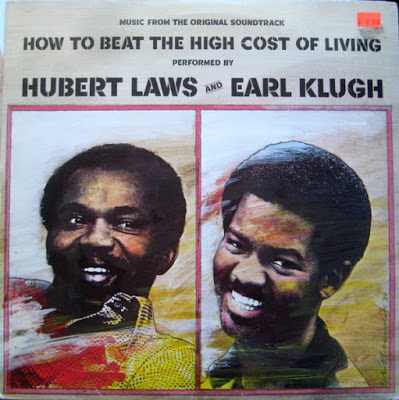 MUSIC FROM THE ORIGINAL SOUNDTRACK
HOW TO BEAT THE HIGH COST OF LIVING
PERFORMED BY
HUBERT LAWS AND EARL KLUGH